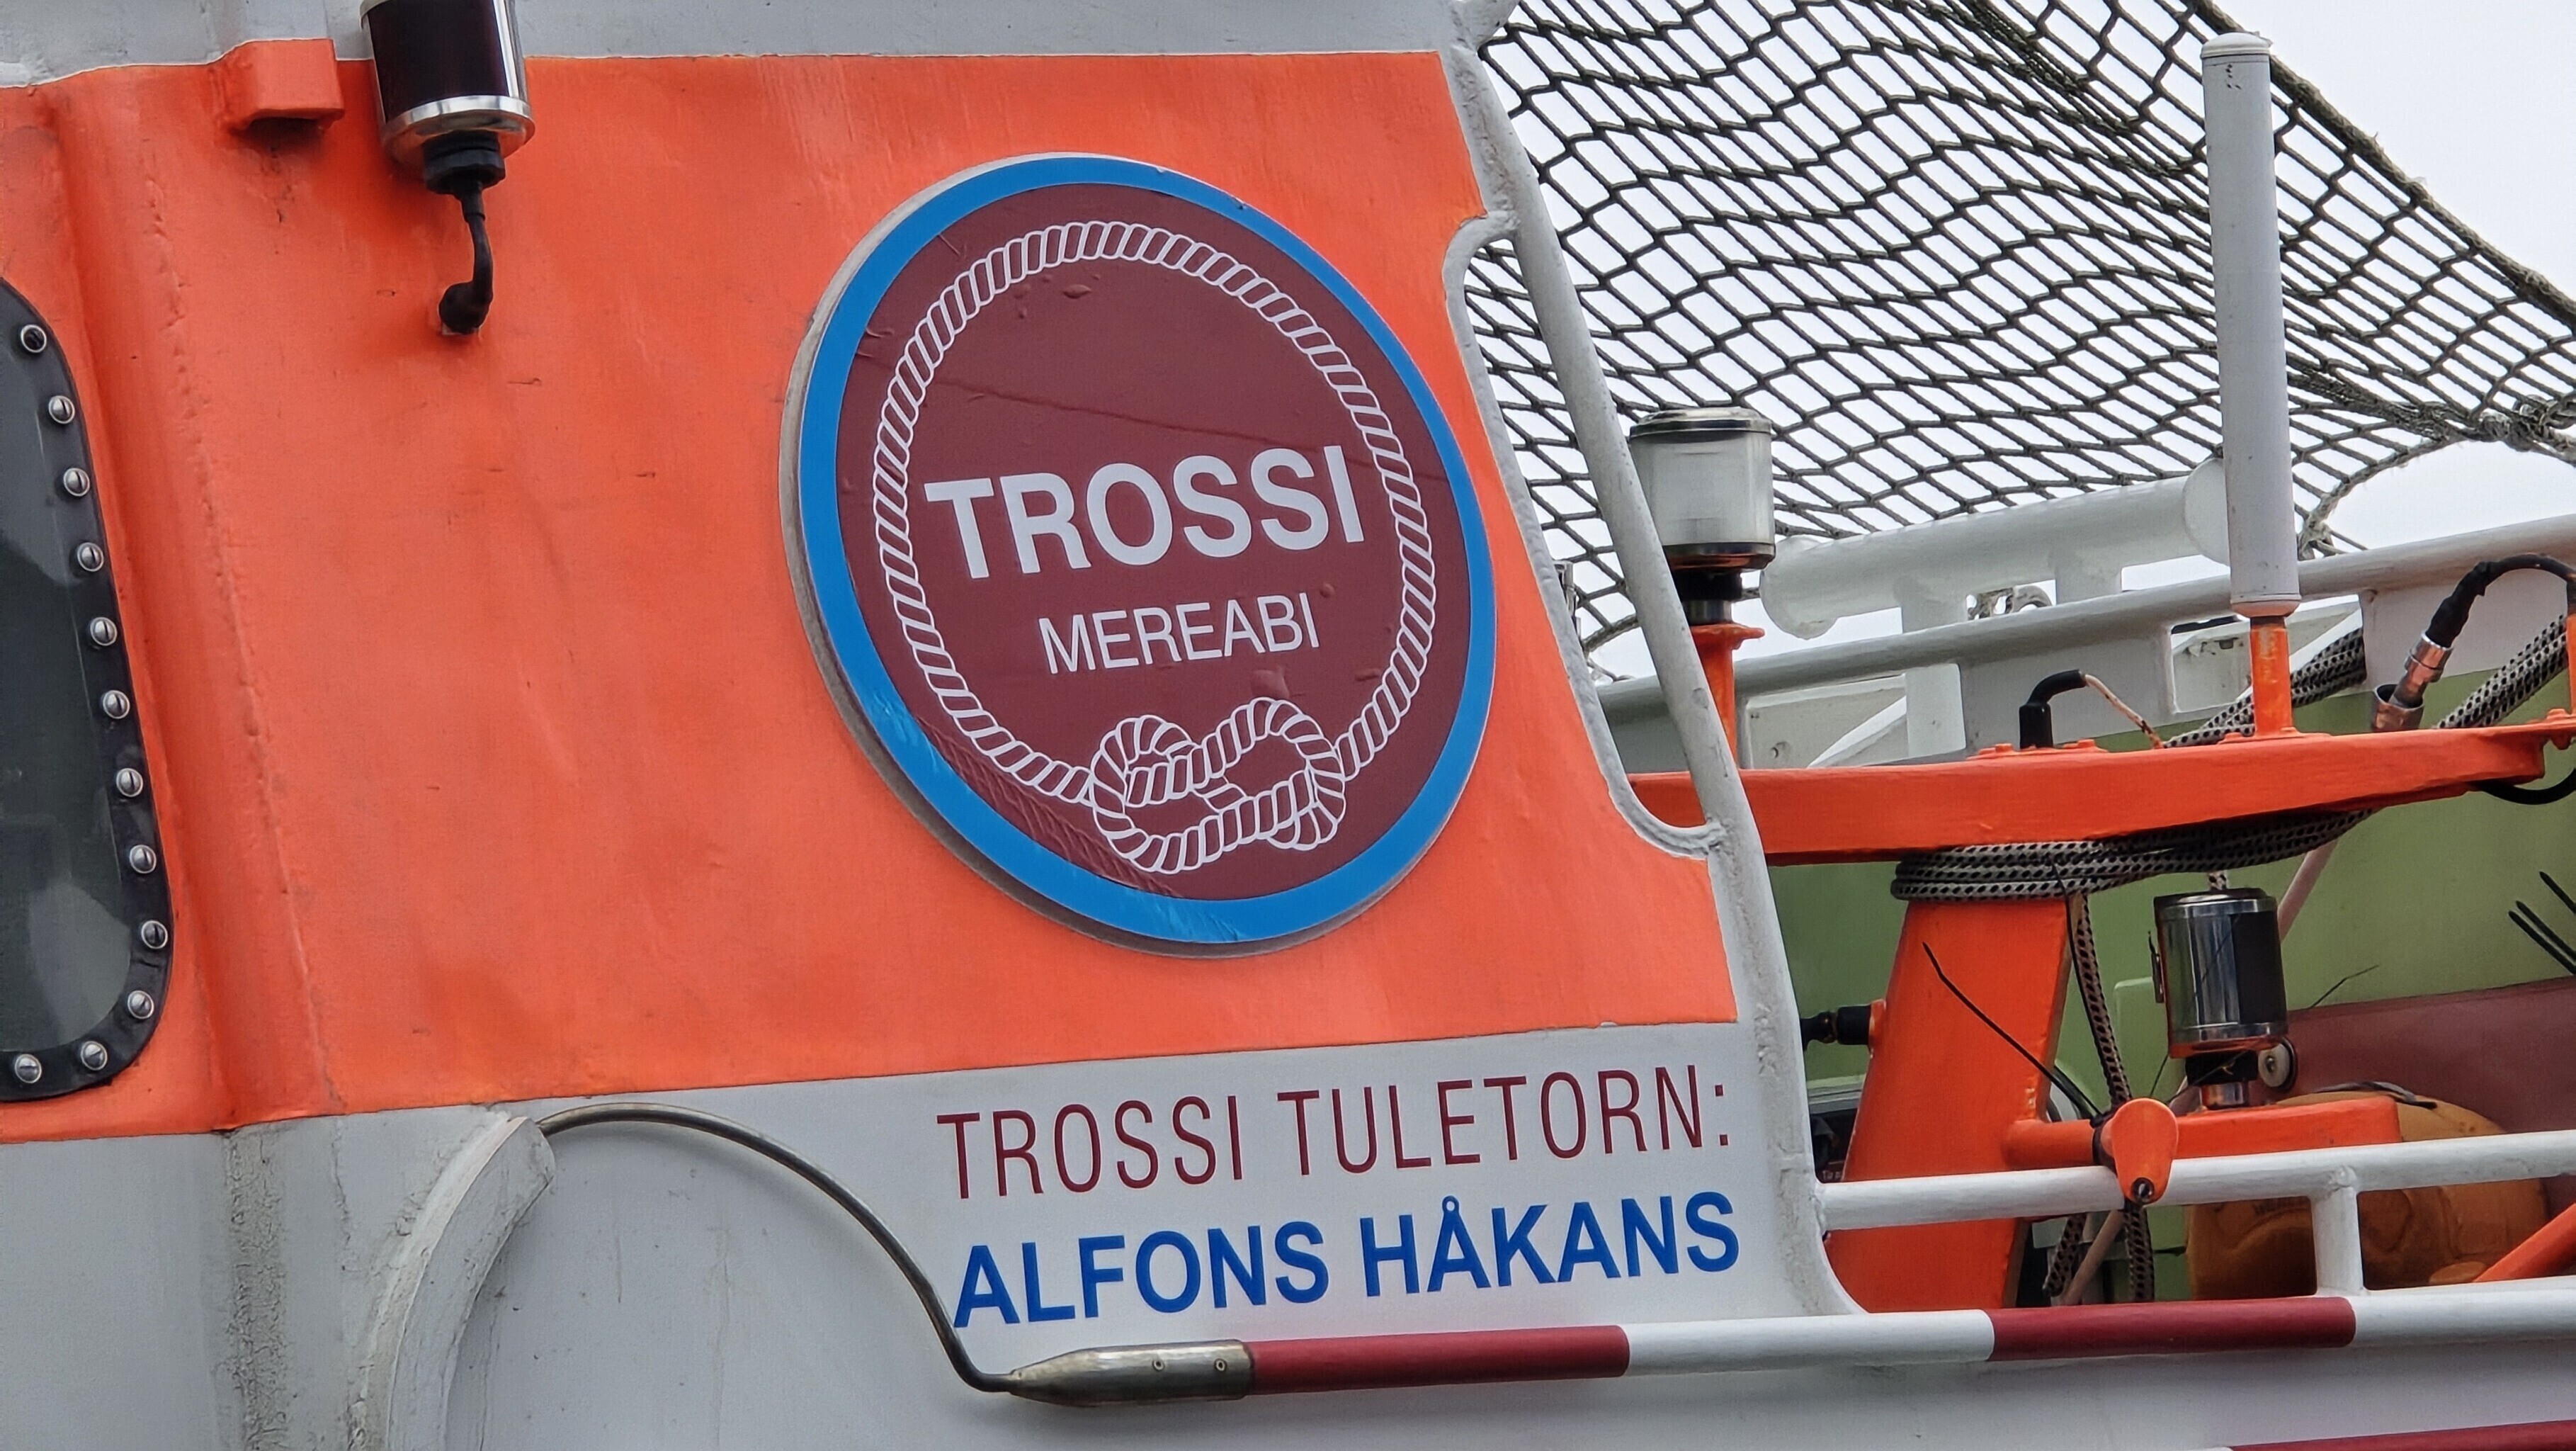 TROSSI
MEREABI
TROSSI TULETORN:
ALFONS HÅKANS